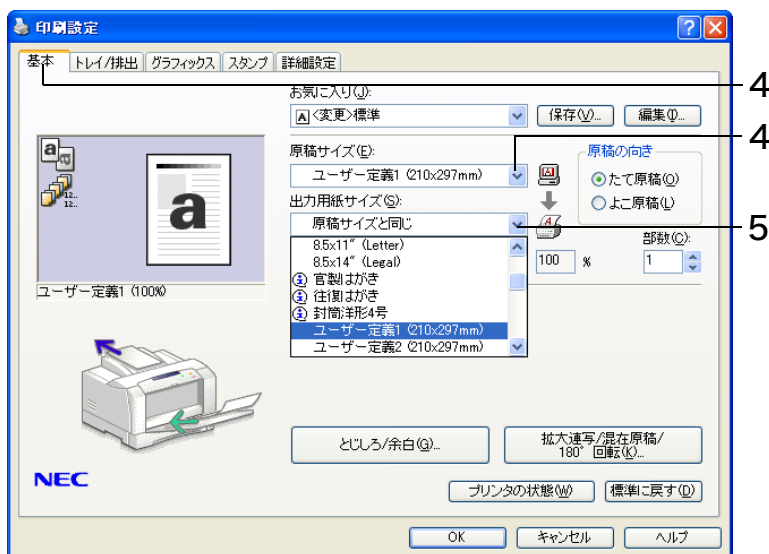 印刷設定
基本 トレイ/排出 グラフィックス スタンプ 詳細設定
4
お気に入り(J):
<変更>標準 保存(V)... 編集(I)...
4
原稿サイズ(E):
ユーザー定義1 (210x297mm)
原稿の向き
たて原稿(O)
よこ原稿(L)
出力用紙サイズ(S):
原稿サイズと同じ
5
8.5x11" (Letter)
8.5x14" (Legal)
官製はがき
往復はがき
封筒洋形4号
ユーザー定義1 (210x297mm)
ユーザー定義2 (210x297mm)
100 %
部数(C):
1
a
12..
12..
a
ユーザー定義1 (100%)
とじしろ/余白(G)...
拡大連写/混在原稿/
180° 回転(K)...
NEC
プリンタの状態(W) 標準に戻す(D)
OK キャンセル ヘルプ